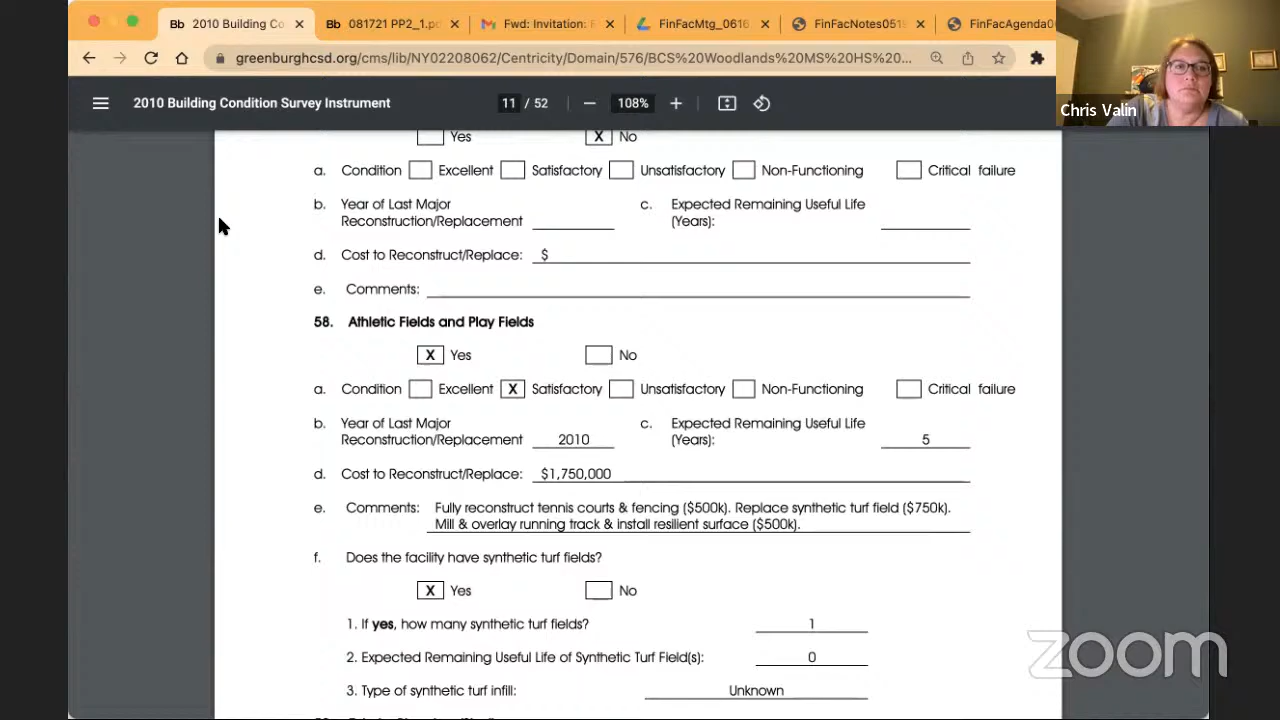 Bb 2010 Building Co
Bb 081721 PP2_1.p
Fwd: Invitation:
FinFacMtg_0616
FinFacNotes051
FinFacAgenda0
greenburghcsd.org/cms/lib/NY02208062/Centricity/Domain/576/BCS%20Woodlands%20MS%20HS%20...
2010 Building Condition Survey Instrument
11 / 52
108%
Chris Valin
Yes X No
a. Condition Excellent Satisfactory Unsatisfactory Non-Functioning Critical failure
b. Year of Last Major c. Expected Remaining Useful Life
Reconstruction/Replacement (Years):
d. Cost to Reconstruct/Replace: $
e. Comments:
58. Athletic Fields and Play Fields
X Yes No
a. Condition Excellent X Satisfactory Unsatisfactory Non-Functioning Critical failure
b. Year of Last Major c. Expected Remaining Useful Life
Reconstruction/Replacement 2010 (Years): 5
d. Cost to Reconstruct/Replace: $1,750,000
e. Comments: Fully reconstruct tennis courts & fencing ($500k). Replace synthetic turf field ($750k).
Mill & overlay running track & install resilient surface ($500k).
f. Does the facility have synthetic turf fields?
X Yes No
1. If yes, how many synthetic turf fields? 1
2. Expected Remaining Useful Life of Synthetic Turf Field(s): 0
3. Type of synthetic turf infill: Unknown
zoom